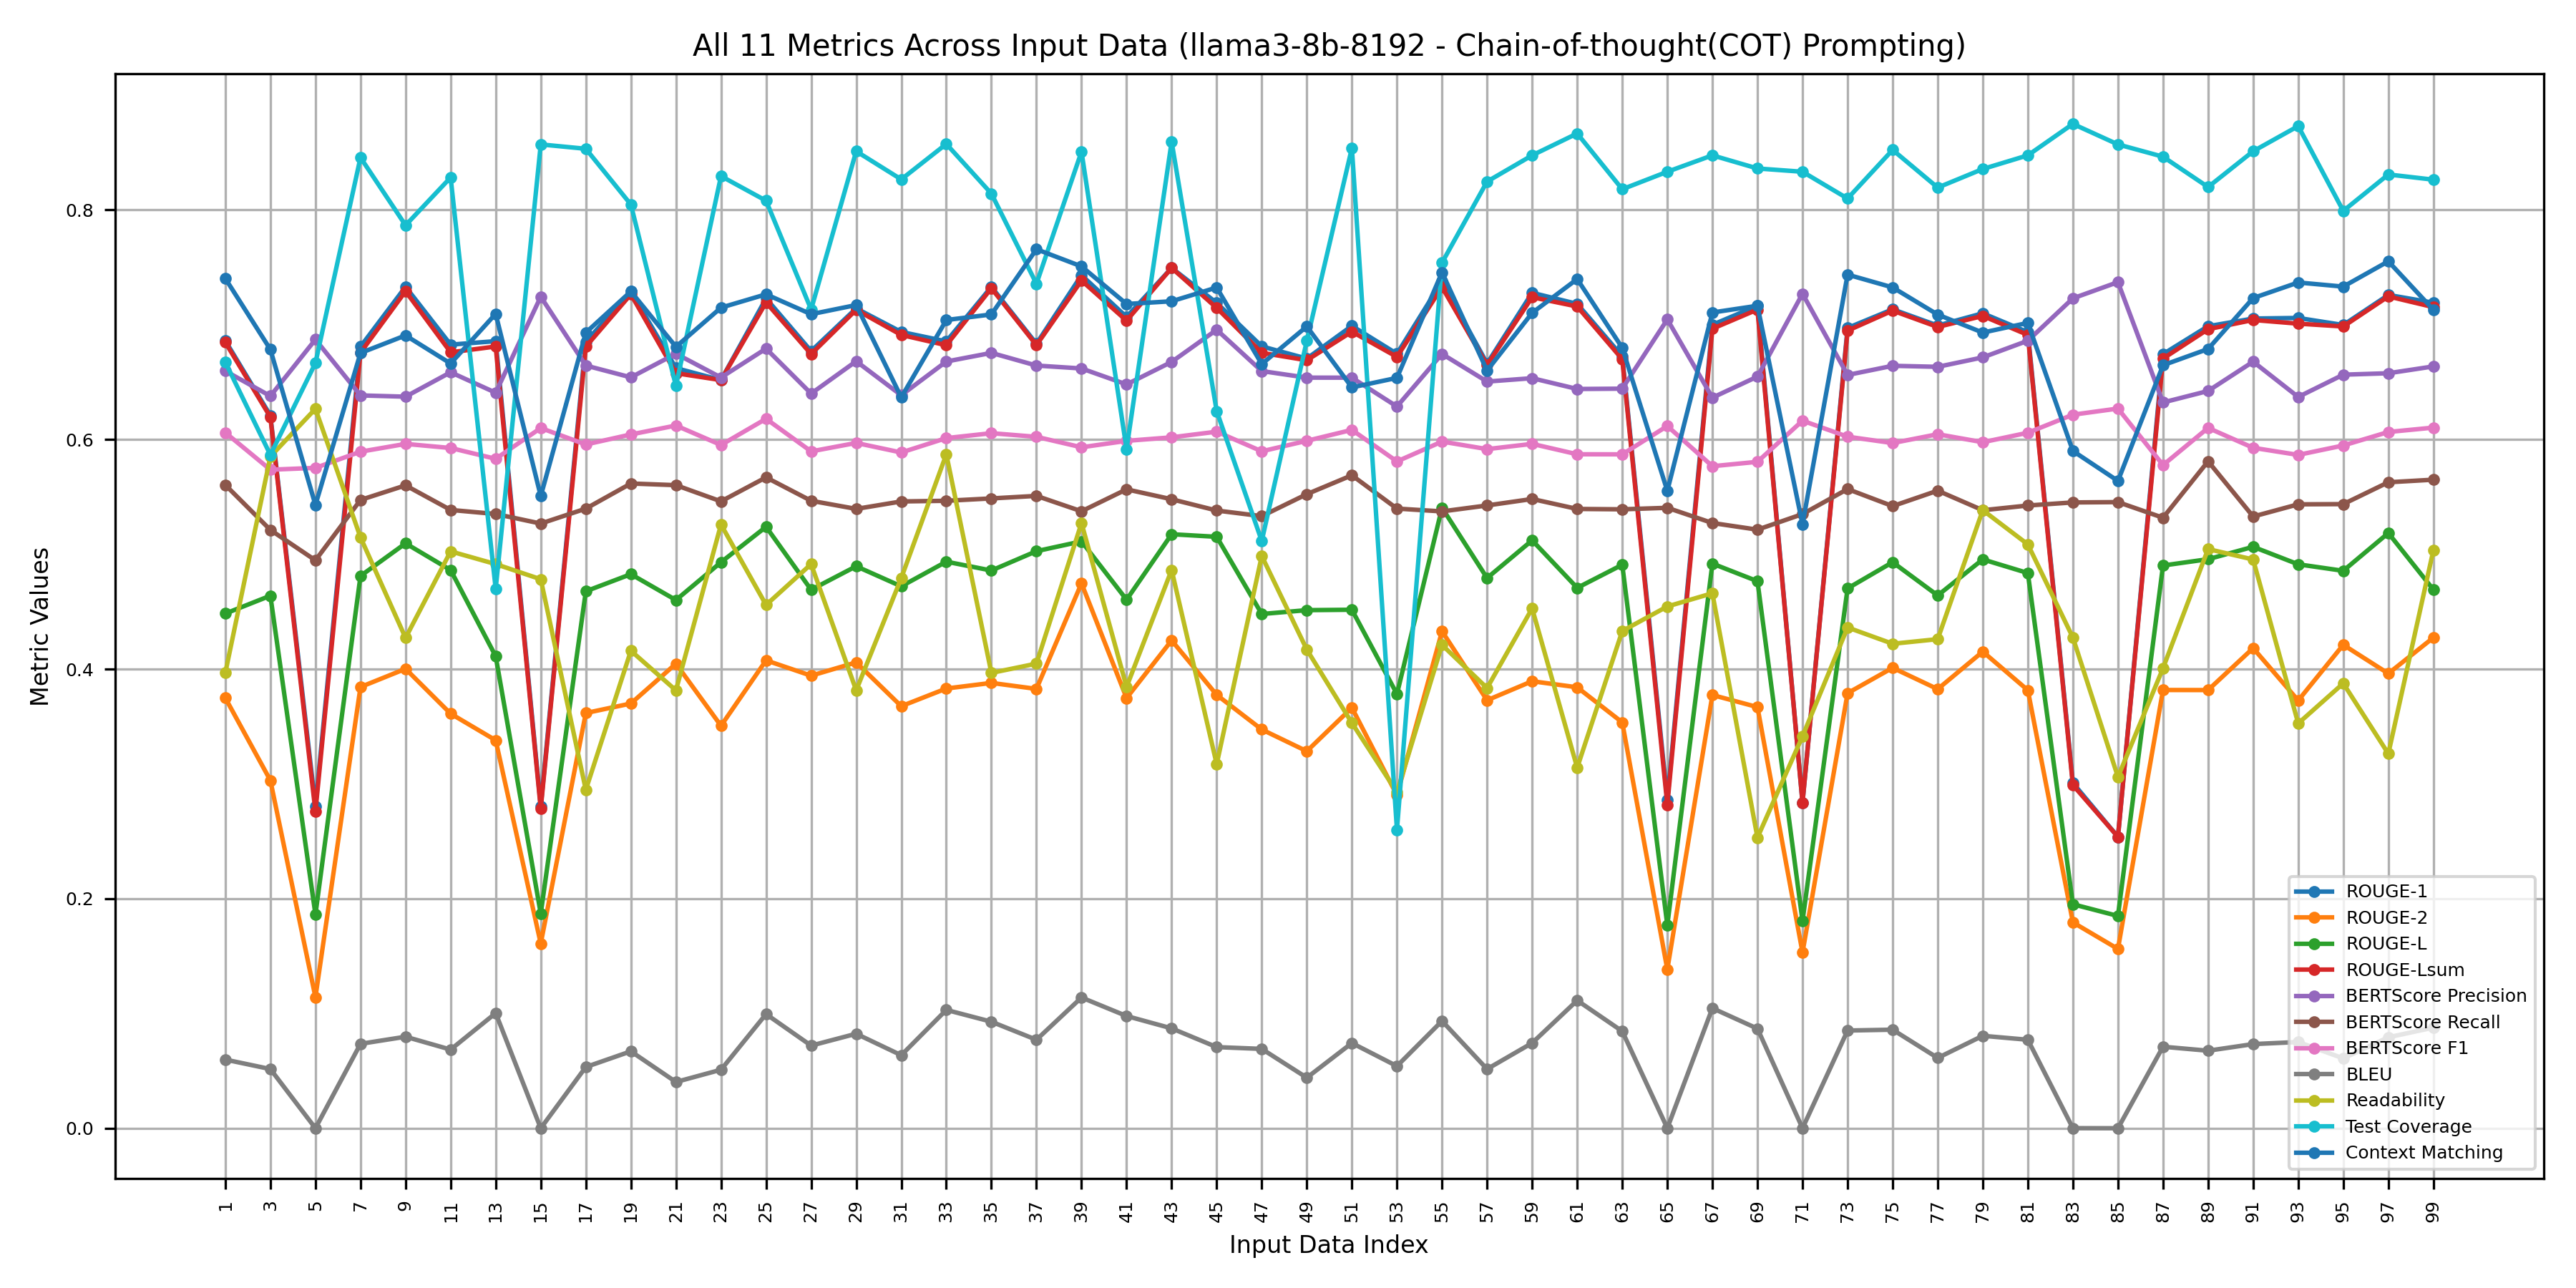 All 11 Metrics Across Input Data (llama3-8b-8192 - Chain-of-thought(COT) Prompting)
Metric Values
0.8
0.6
0.4
0.2
0.0
ROUGE-1
ROUGE-2
ROUGE-L
ROUGE-Lsum
BERTScore Precision
BERTScore Recall
BERTScore F1
BLEU
Readability
Test Coverage
Context Matching
1 3 5 7 9 11 13 15 17 19 21 23 25 27 29 31 33 35 37 39 41 43 45 47 49 51 53 55 57 59 61 63 65 67 69 71 73 75 77 79 81 83 85 87 89 91 93 95 97 99
Input Data Index